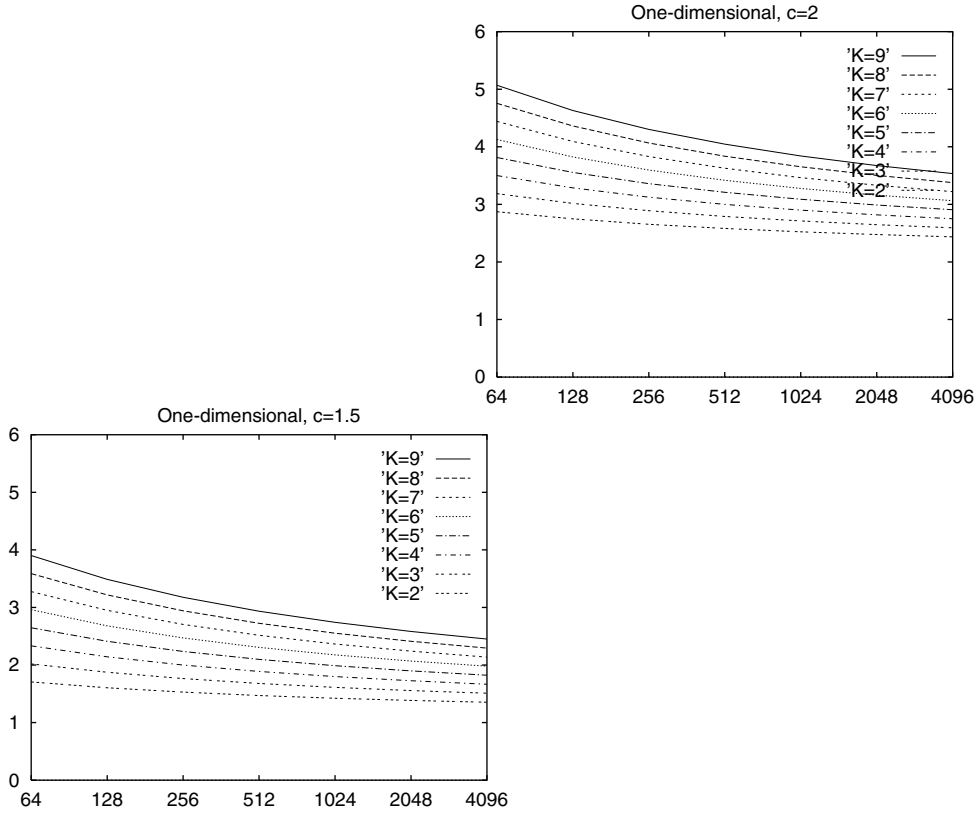 One-dimensional, c=2
6
5
4
3
2
1
0
'K=9'
'K=8'
'K=7'
'K=6'
'K=5'
'K=4'
'K=3'
'K=2'
64 128 256 512 1024 2048 4096
One-dimensional, c=1.5
6
5
4
3
2
1
0
'K=9'
'K=8'
'K=7'
'K=6'
'K=5'
'K=4'
'K=3'
'K=2'
64 128 256 512 1024 2048 4096